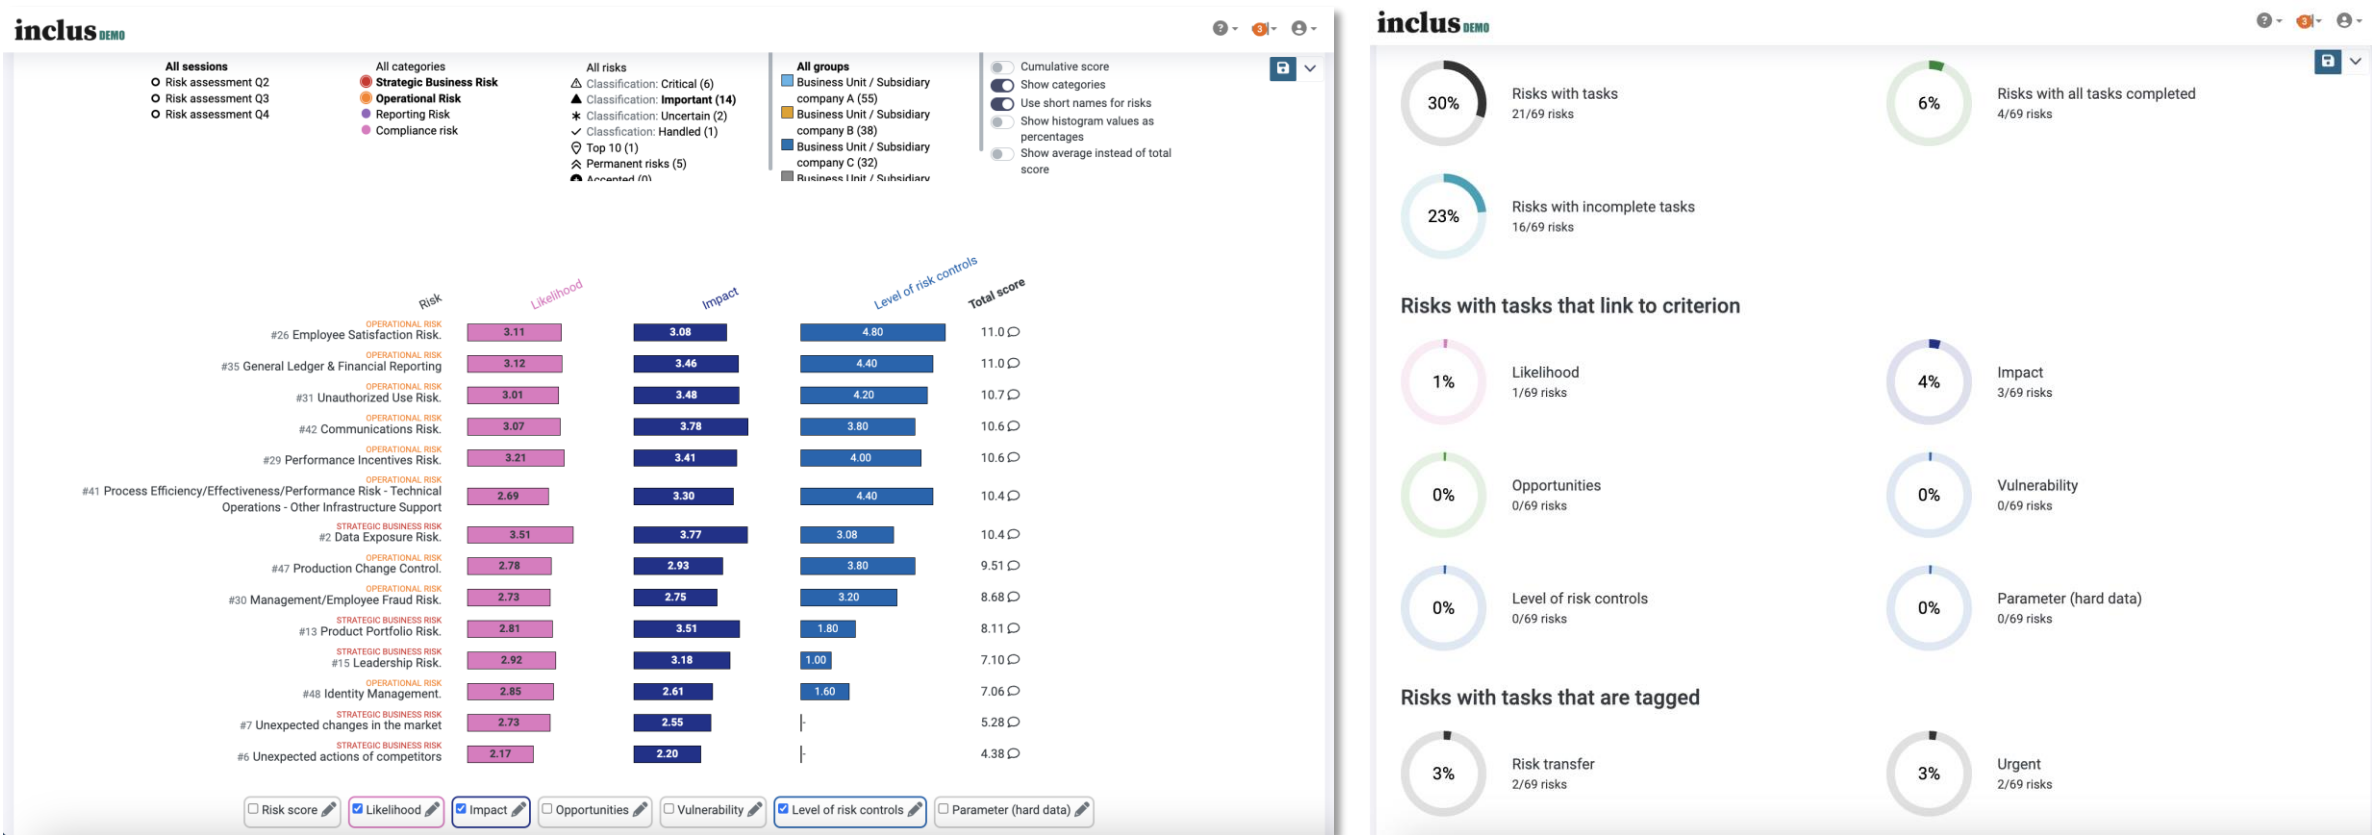 inclus DEMO
3
All sessions
Risk assessment Q2
Risk assessment Q3
Risk assessment Q4
All categories
Strategic Business Risk
Operational Risk
Reporting Risk
Compliance risk
All risks
Classification: Critical (6)
Classification: Important (14)
Classification: Uncertain (2)
Classfication: Handled (1)
Top 10 (1)
Permanent risks (5)
Accepted (0)
All groups
Business Unit / Subsidiary
company A (55)
Business Unit / Subsidiary
company B (38)
Business Unit / Subsidiary
company C (32)
Business Unit / Subsidiary
Cumulative score
Show categories
Use short names for risks
Show histogram values as
percentages
Show average instead of total
score
Risk Likelihood Impact Level of risk controls Total score
OPERATIONAL RISK
#26 Employee Satisfaction Risk. 3.11 3.08 4.80 11.0
OPERATIONAL RISK
#35 General Ledger & Financial Reporting 3.12 3.46 4.40 11.0
OPERATIONAL RISK
#31 Unauthorized Use Risk. 3.01 3.48 4.20 10.7
OPERATIONAL RISK
#42 Communications Risk. 3.07 3.78 3.80 10.6
OPERATIONAL RISK
#29 Performance Incentives Risk. 3.21 3.41 4.00 10.6
OPERATIONAL RISK
#41 Process Efficiency/Effectiveness/Performance Risk - Technical
Operations - Other Infrastructure Support 2.69 3.30 4.40 10.4
STRATEGIC BUSINESS RISK
#2 Data Exposure Risk. 3.51 3.77 3.08 10.4
OPERATIONAL RISK
#47 Production Change Control. 2.78 2.93 3.80 9.51
OPERATIONAL RISK
#30 Management/Employee Fraud Risk. 2.73 2.75 3.20 8.68
STRATEGIC BUSINESS RISK
#13 Product Portfolio Risk. 2.81 3.51 1.80 8.11
STRATEGIC BUSINESS RISK
#15 Leadership Risk. 2.92 3.18 1.00 7.10
OPERATIONAL RISK
#48 Identity Management. 2.85 2.61 1.60 7.06
STRATEGIC BUSINESS RISK
#7 Unexpected changes in the market 2.73 2.55 - 5.28
STRATEGIC BUSINESS RISK
#6 Unexpected actions of competitors 2.17 2.20 - 4.38
Risk score Likelihood Impact Opportunities Vulnerability Level of risk controls Parameter (hard data)
inclus DEMO
3
30%
Risks with tasks
21/69 risks
6%
Risks with all tasks completed
4/69 risks
23%
Risks with incomplete tasks
16/69 risks
Risks with tasks that link to criterion
1%
Likelihood
1/69 risks
4%
Impact
3/69 risks
0%
Opportunities
0/69 risks
0%
Vulnerability
0/69 risks
0%
Level of risk controls
0/69 risks
0%
Parameter (hard data)
0/69 risks
Risks with tasks that are tagged
3%
Risk transfer
2/69 risks
3%
Urgent
2/69 risks